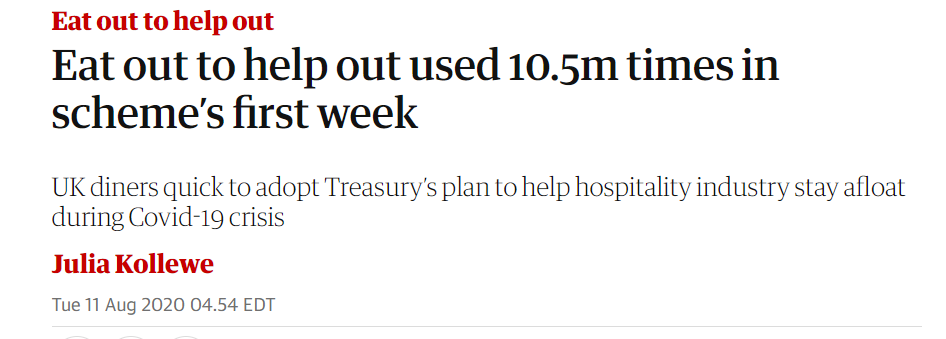 Eat out to help out
Eat out to help out used 10.5m times in
scheme’s first week
UK diners quick to adopt Treasury’s plan to help hospitality industry stay afloat
during Covid-19 crisis
Julia Kollewe
Tue 11 Aug 2020 04.54 EDT